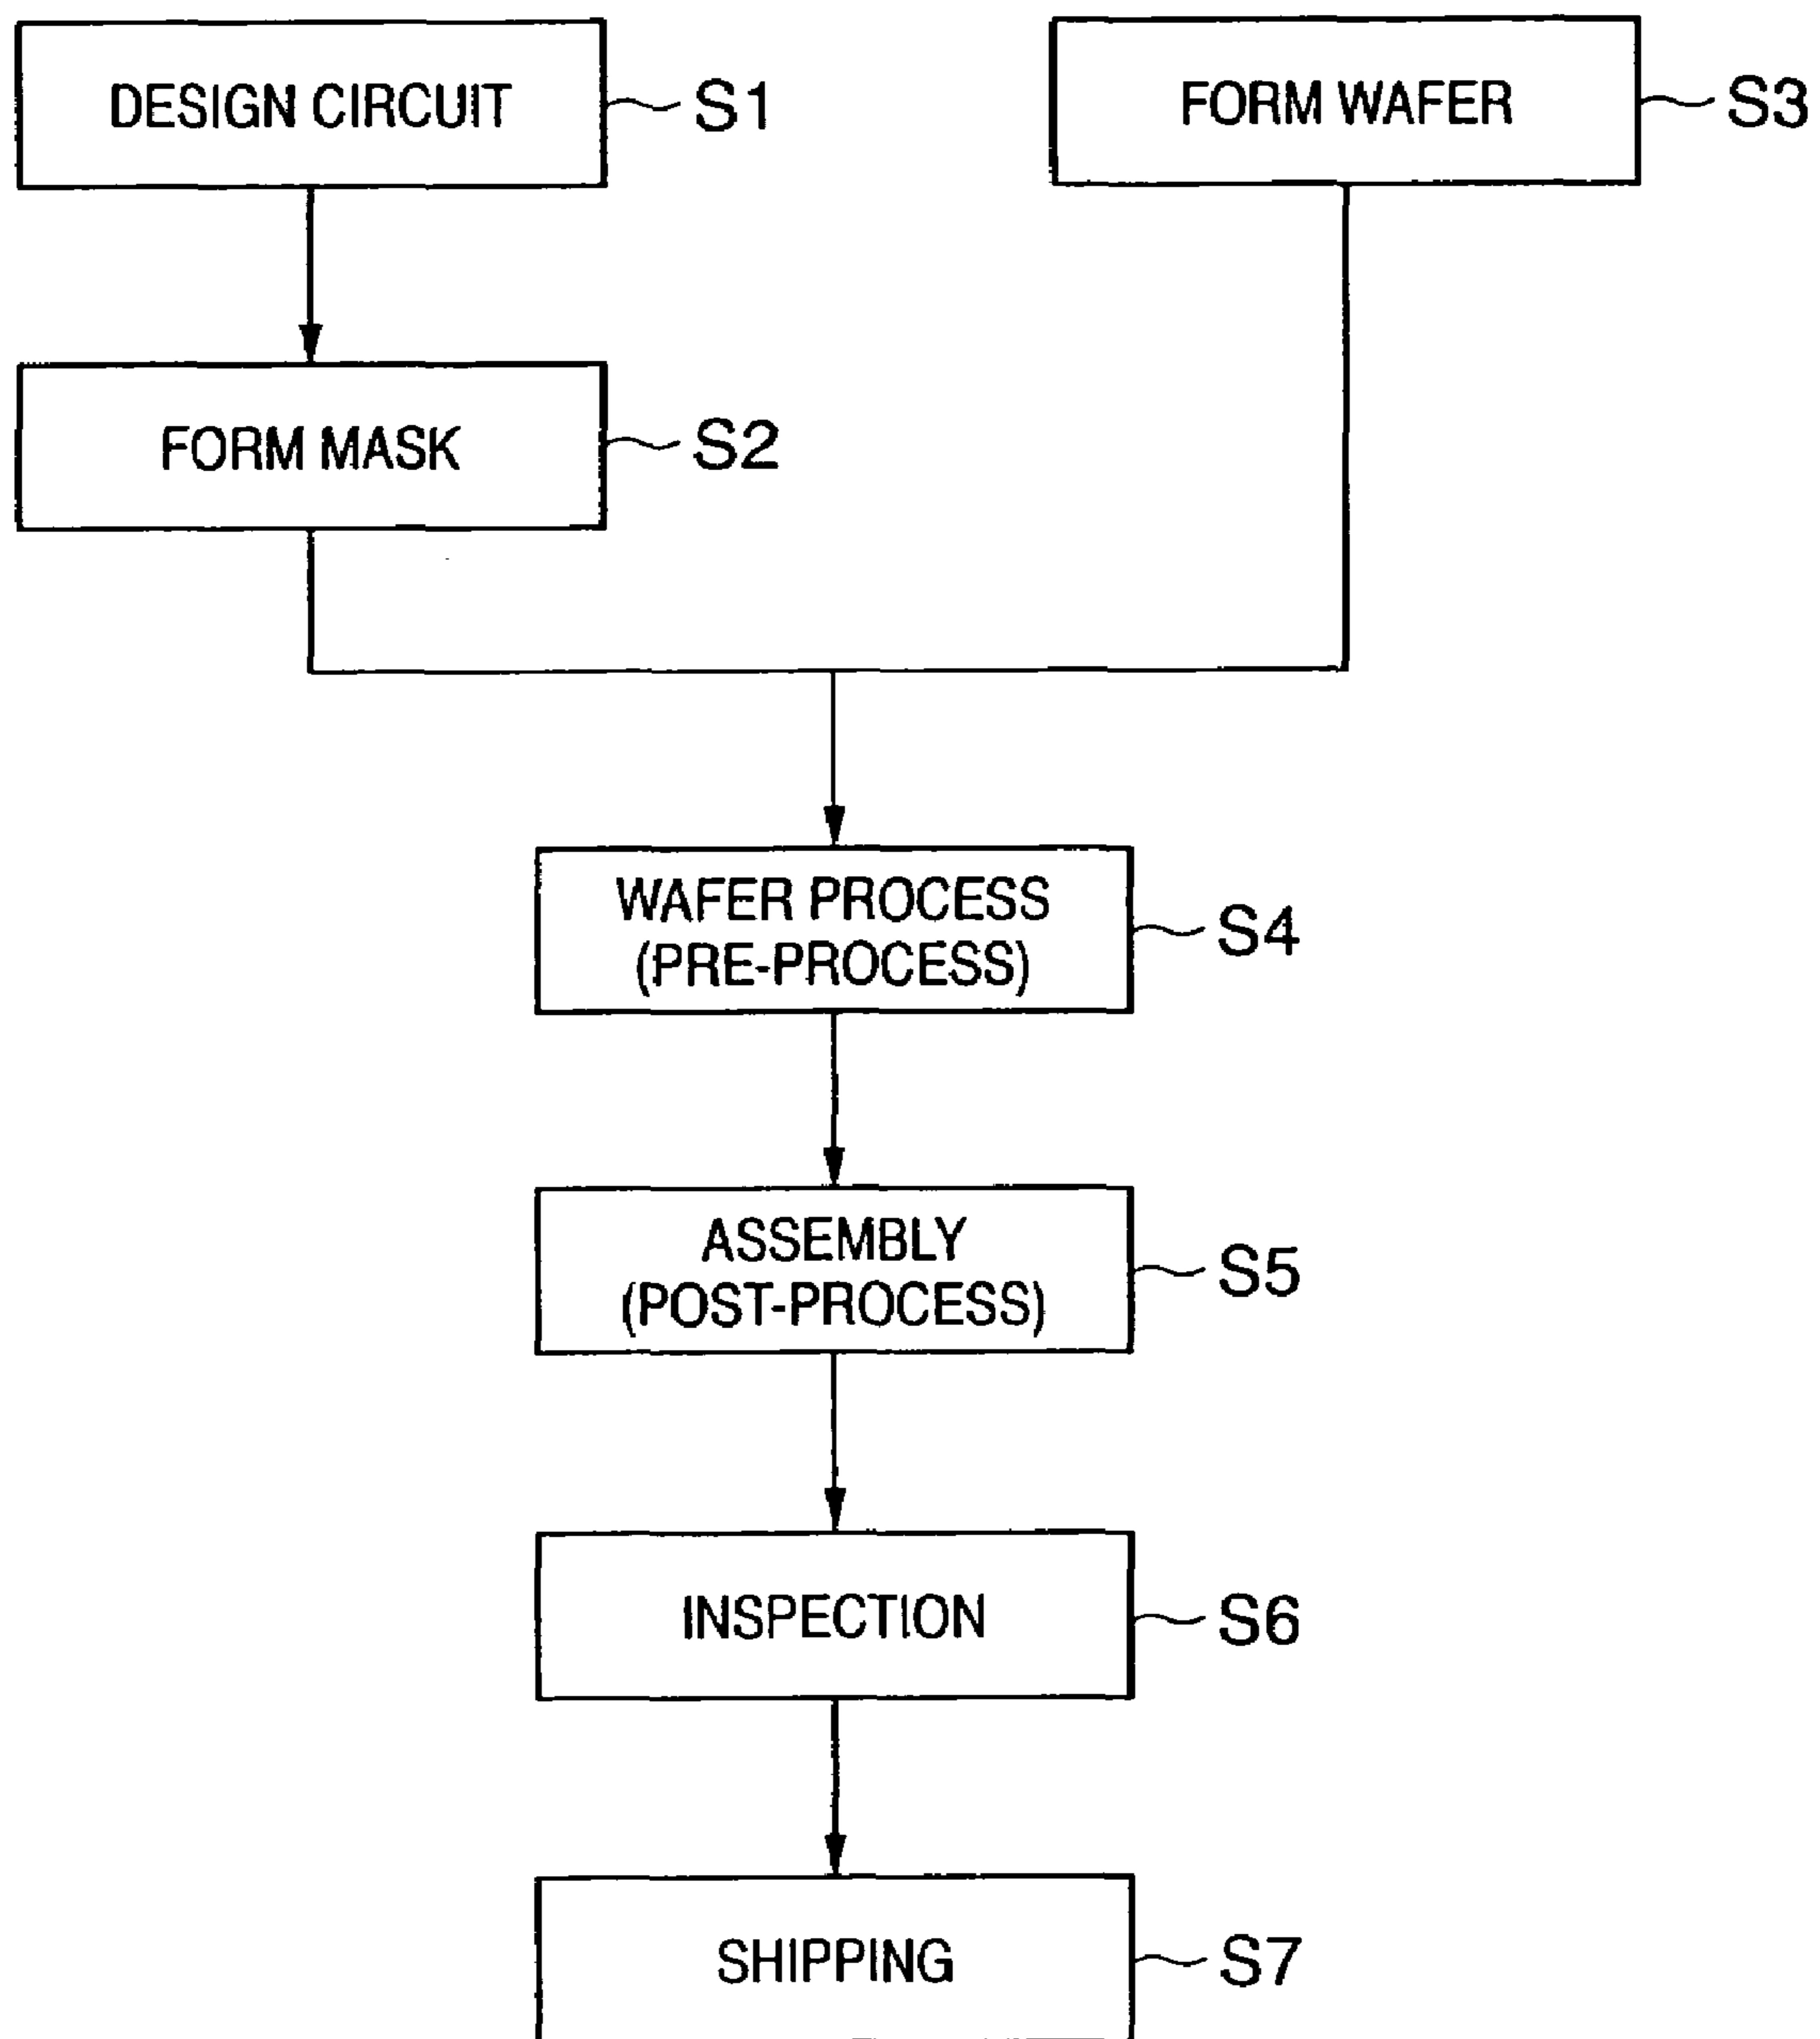 DESIGN CIRCUIT
S1
FORM WAFER
S3
FORM MASK
S2
WAFER PROCESS
(PRE-PROCESS)
S4
ASSEMBLY
(POST-PROCESS)
S5
INSPECTION
S6
SHIPPING
S7